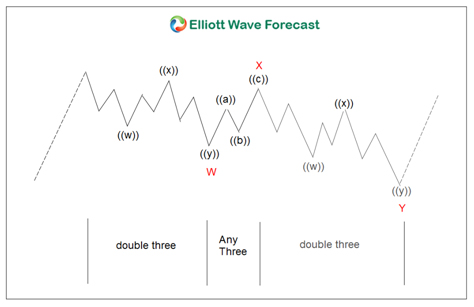 Elliott Wave Forecast
((x))
X
((c))
((a))
((x))
((w))
((b))
((y))
W
((w))
((y))
Y
double three
Any
Three
double three